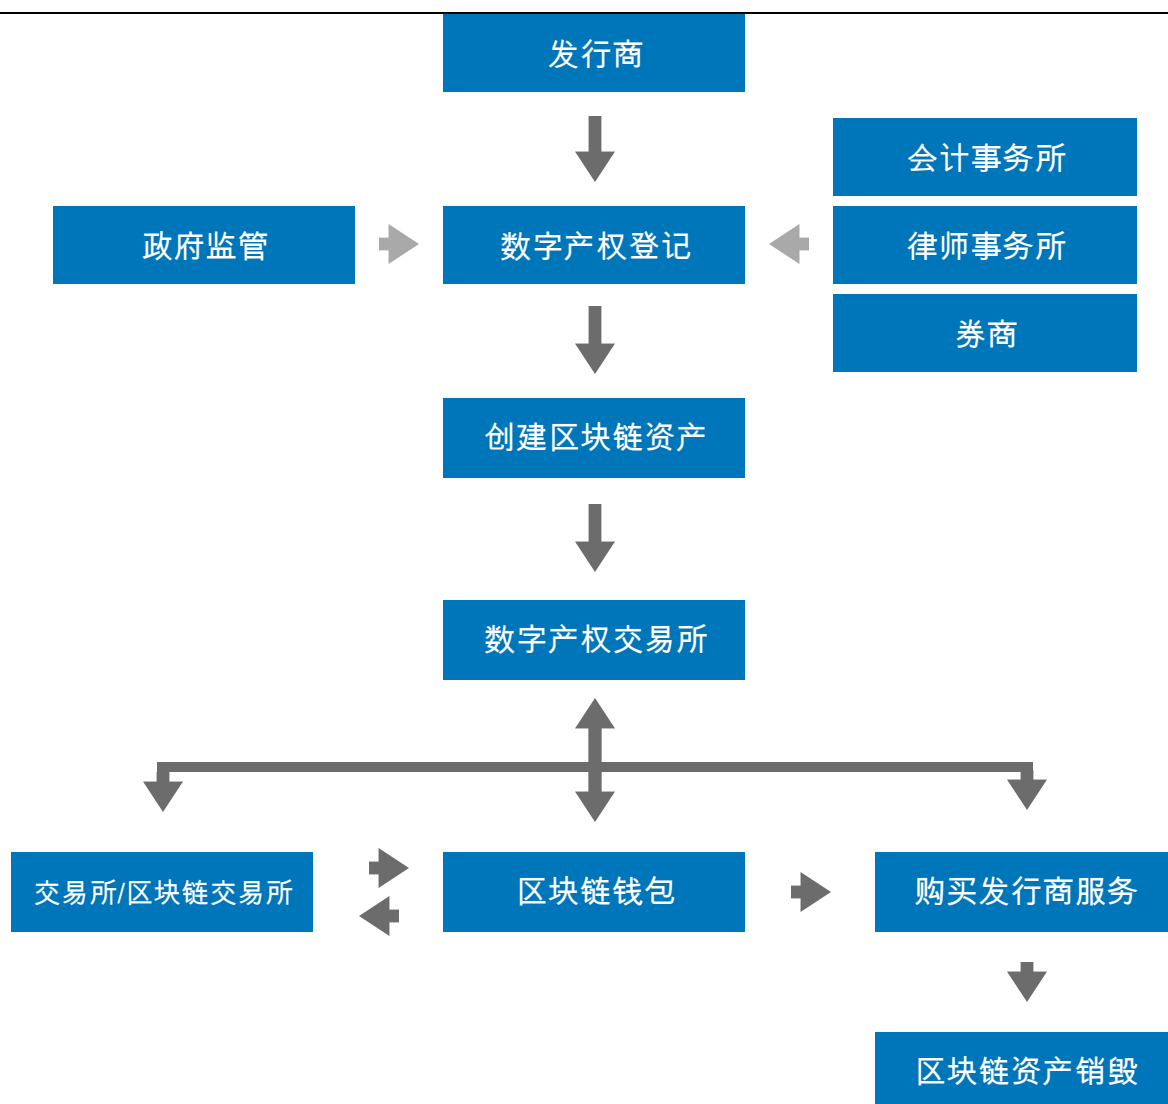 发行商
会计事务所
政府监管
数字产权登记
律师事务所
券商
创建区块链资产
数字产权交易所
交易所/区块链交易所
区块链钱包
购买发行商服务
区块链资产销毁